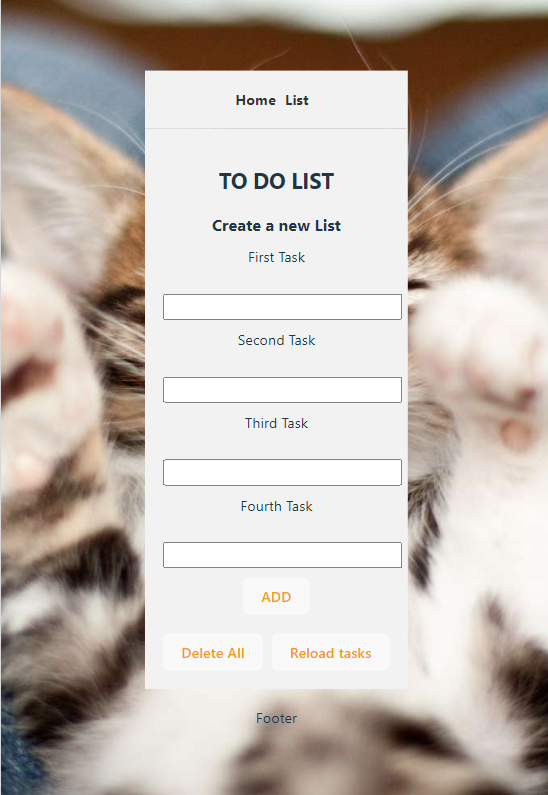 Home List
TO DO LIST
Create a new List
First Task
Second Task
Third Task
Fourth Task
ADD
Delete All Reload tasks
Footer